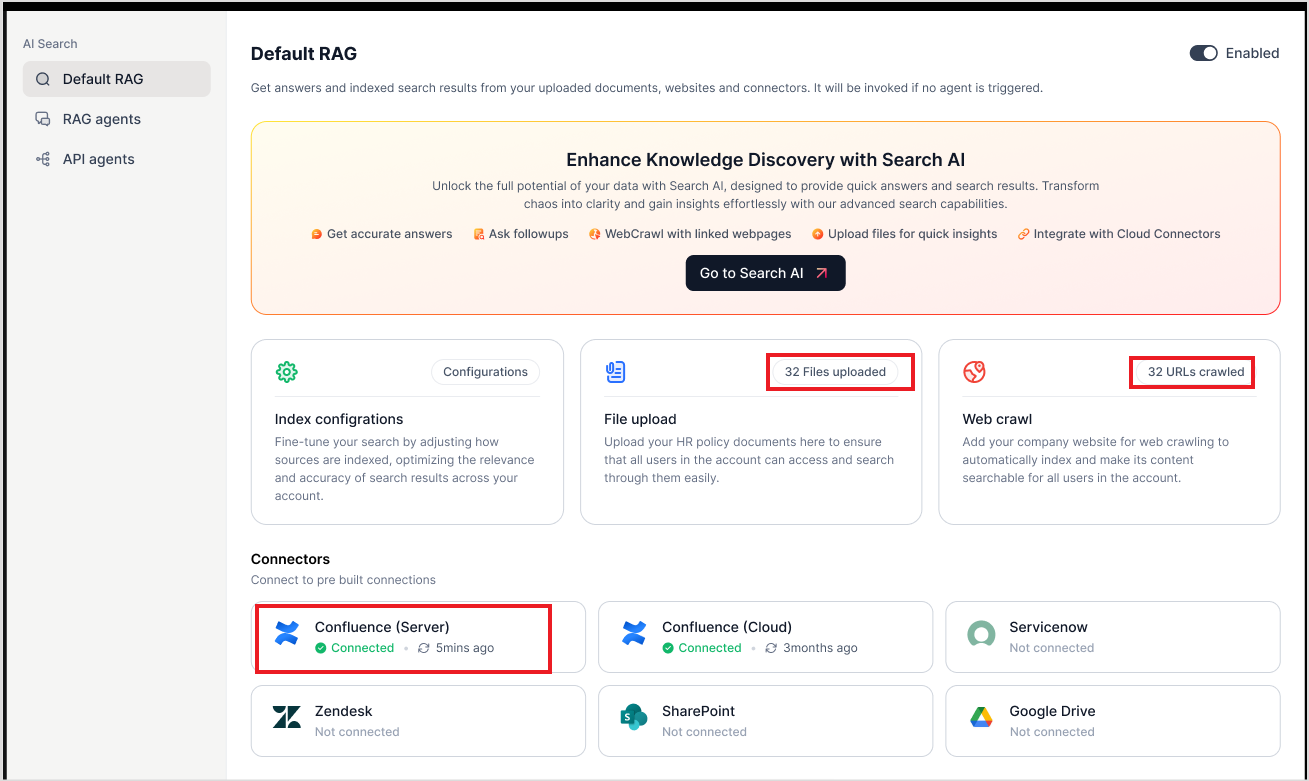 AI Search
Default RAG
RAG agents
API agents
Default RAG
Enabled
Get answers and indexed search results from your uploaded documents, websites and connectors. It will be invoked if no agent is triggered.
Enhance Knowledge Discovery with Search AI
Unlock the full potential of your data with Search AI, designed to provide quick answers and search results. Transform
chaos into clarity and gain insights effortlessly with our advanced search capabilities.
Get accurate answers
Ask followups
WebCrawl with linked webpages
Upload files for quick insights
Integrate with Cloud Connectors
Go to Search AI
Configurations
Index configrations
Fine-tune your search by adjusting how
sources are indexed, optimizing the relevance
and accuracy of search results across your
account.
32 Files uploaded
File upload
Upload your HR policy documents here to ensure
that all users in the account can access and search
through them easily.
32 URLs crawled
Web crawl
Add your company website for web crawling to
automatically index and make its content
searchable for all users in the account.
Connectors
Connect to pre built connections
Confluence (Server)
Connected • 5mins ago
Confluence (Cloud)
Connected • 3months ago
Servicenow
Not connected
Zendesk
Not connected
S
SharePoint
Not connected
Google Drive
Not connected